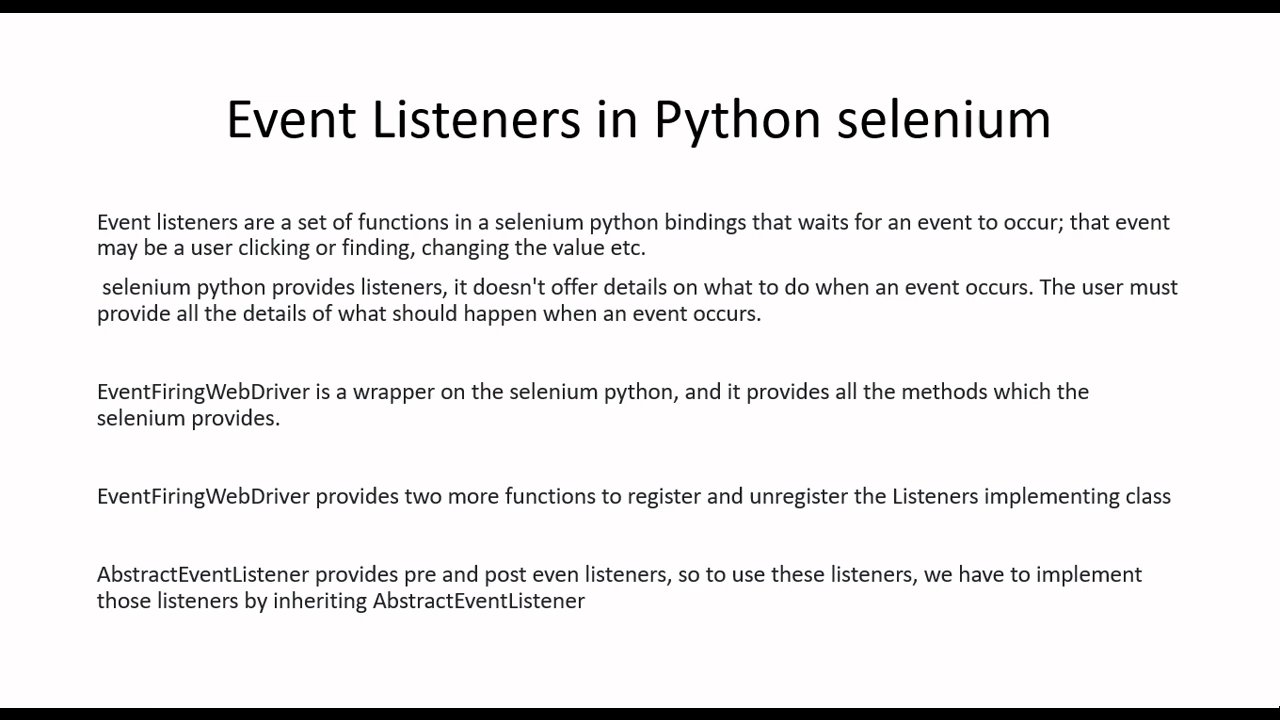 Event Listeners in Python selenium
Event listeners are a set of functions in a selenium python bindings that waits for an event to occur; that event
may be a user clicking or finding, changing the value etc.
selenium python provides listeners, it doesn't offer details on what to do when an event occurs. The user must
provide all the details of what should happen when an event occurs.
EventFiringWebDriver is a wrapper on the selenium python, and it provides all the methods which the
selenium provides.
EventFiringWebDriver provides two more functions to register and unregister the Listeners implementing class
AbstractEventListener provides pre and post even listeners, so to use these listeners, we have to implement
those listeners by inheriting AbstractEventListener